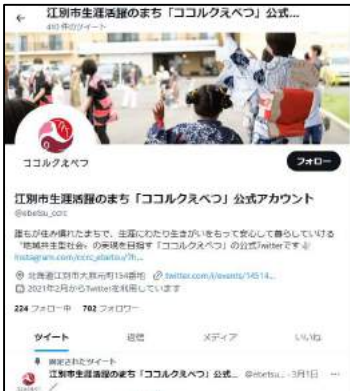 江別市生涯活躍のまち「ココルクえべつ」公式...
410 件のツイート
ココルクえべつ
フォロー
江別市生涯活躍のまち「ココルクえべつ」公式アカウント
@ebetsu_ccrc
誰もが住み慣れたまちで、生涯にわたり生きがいをもって安心して暮らしていける
"地域共生型社会"の実現を目指す「ココルクえべつ」の公式Twitterです
instagram.com/ccrc_ebetsu/?h...
北海道江別市大麻元町154番地 twitter.com/i/events/14514...
2021年2月からTwitterを利用しています
224 フォロー中 702 フォロワー
ツイート 返信 メディア いいね
固定されたツイート
江別市生涯活躍のまち「ココルクえべつ」公式... @ebetsu... · 3月1日 ...